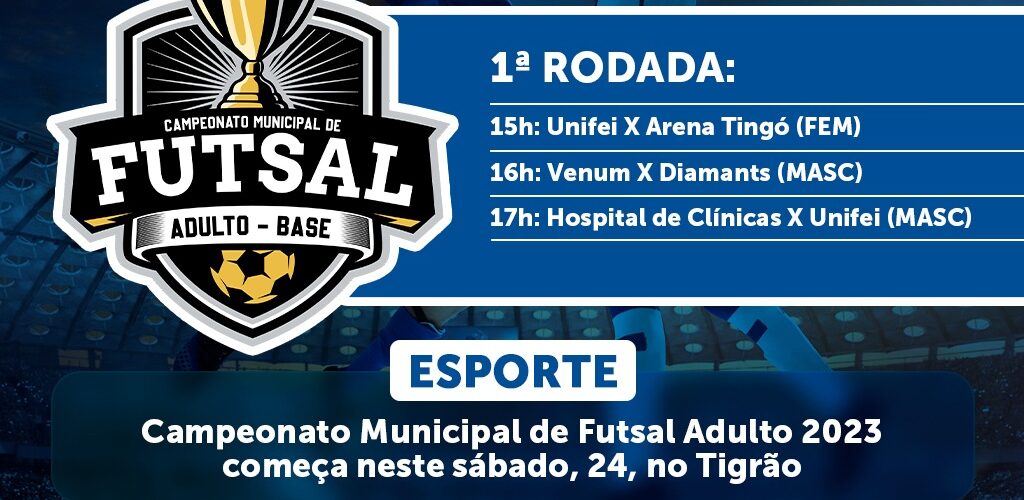 CAMPEONATO MUNICIPAL DE
FUTSAL
ADULTO - BASE
1ª RODADA:
15h: Unifei X Arena Tingó (FEM)
16h: Venum X Diamants (MASC)
17h: Hospital de Clínicas X Unifei (MASC)
ESPORTE
Campeonato Municipal de Futsal Adulto 2023
começa neste sábado, 24, no Tigrão